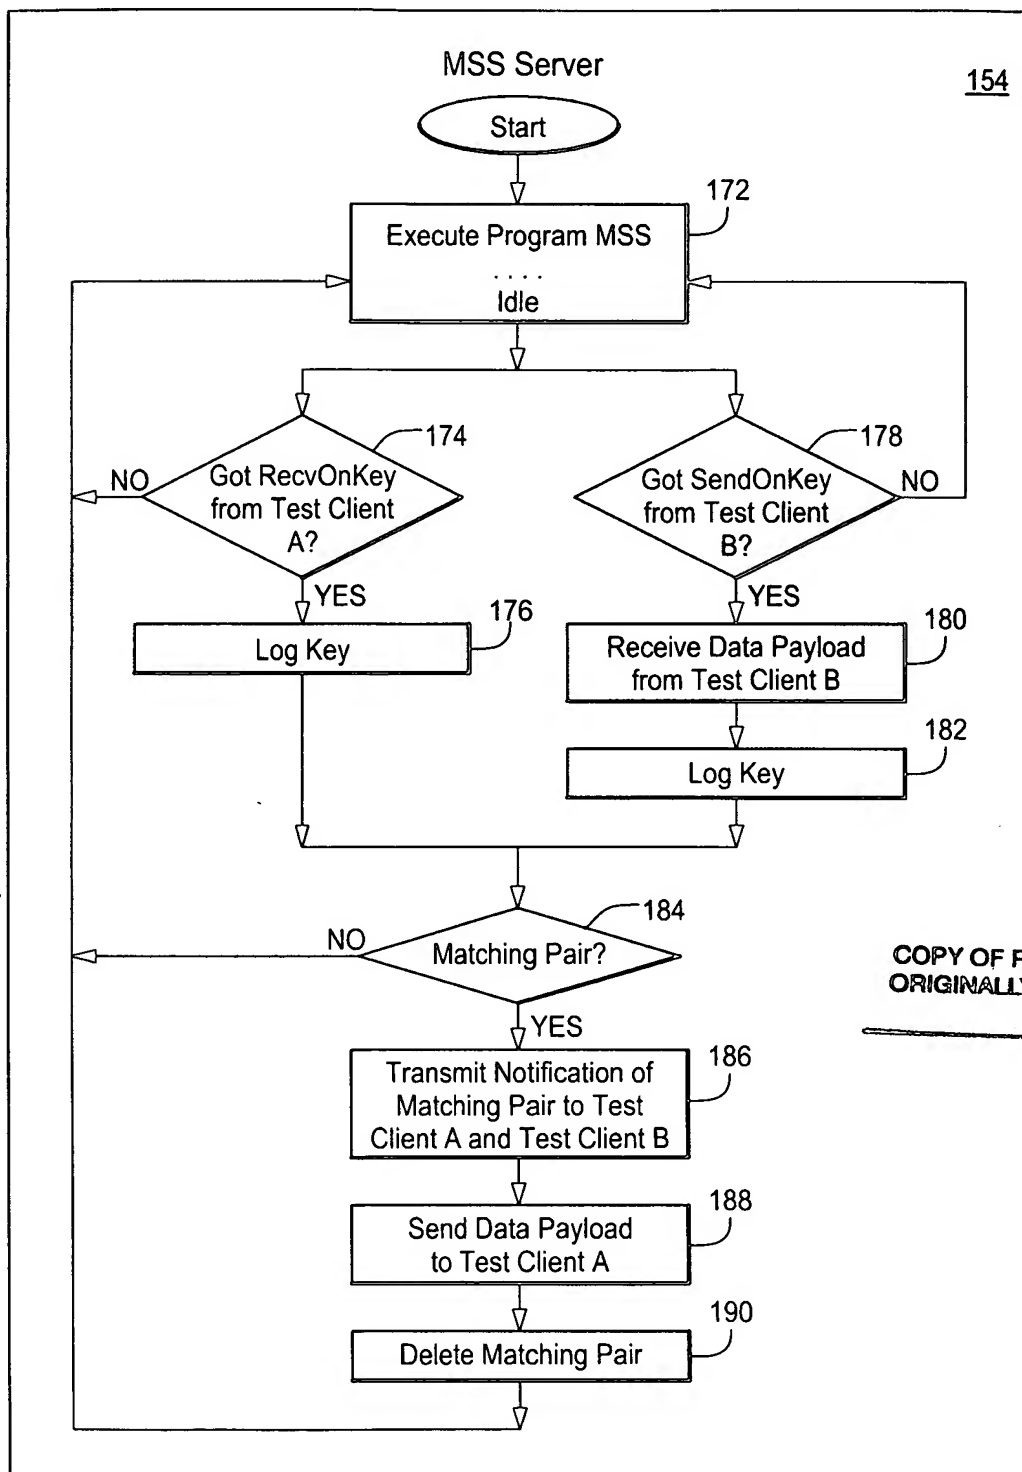 MSS Server
154
Start
172
Execute Program MSS
. . . .
Idle
174
Got RecvOnKey
from Test Client
A?
NO
YES
178
Got SendOnKey
from Test Client
B?
NO
YES
176
Log Key
180
Receive Data Payload
from Test Client B
182
Log Key
184
Matching Pair?
NO
YES
COPY OF
ORIGINALLY
186
Transmit Notification of
Matching Pair to Test
Client A and Test Client B
188
Send Data Payload
to Test Client A
190
Delete Matching Pair